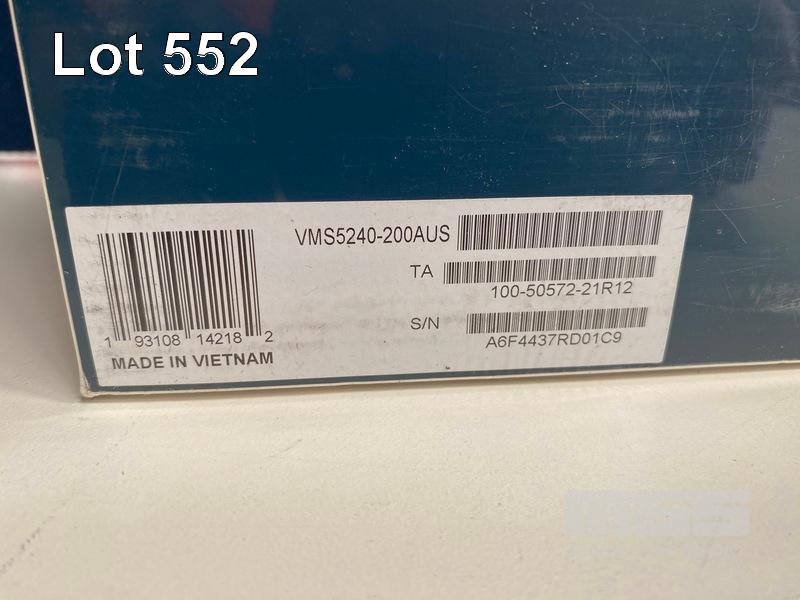 Lot 552
VMS5240-200AUS
TA
100-50572-21R12
S/N
A6F4437RD01C9
1 93108 14218 2
MADE IN VIETNAM